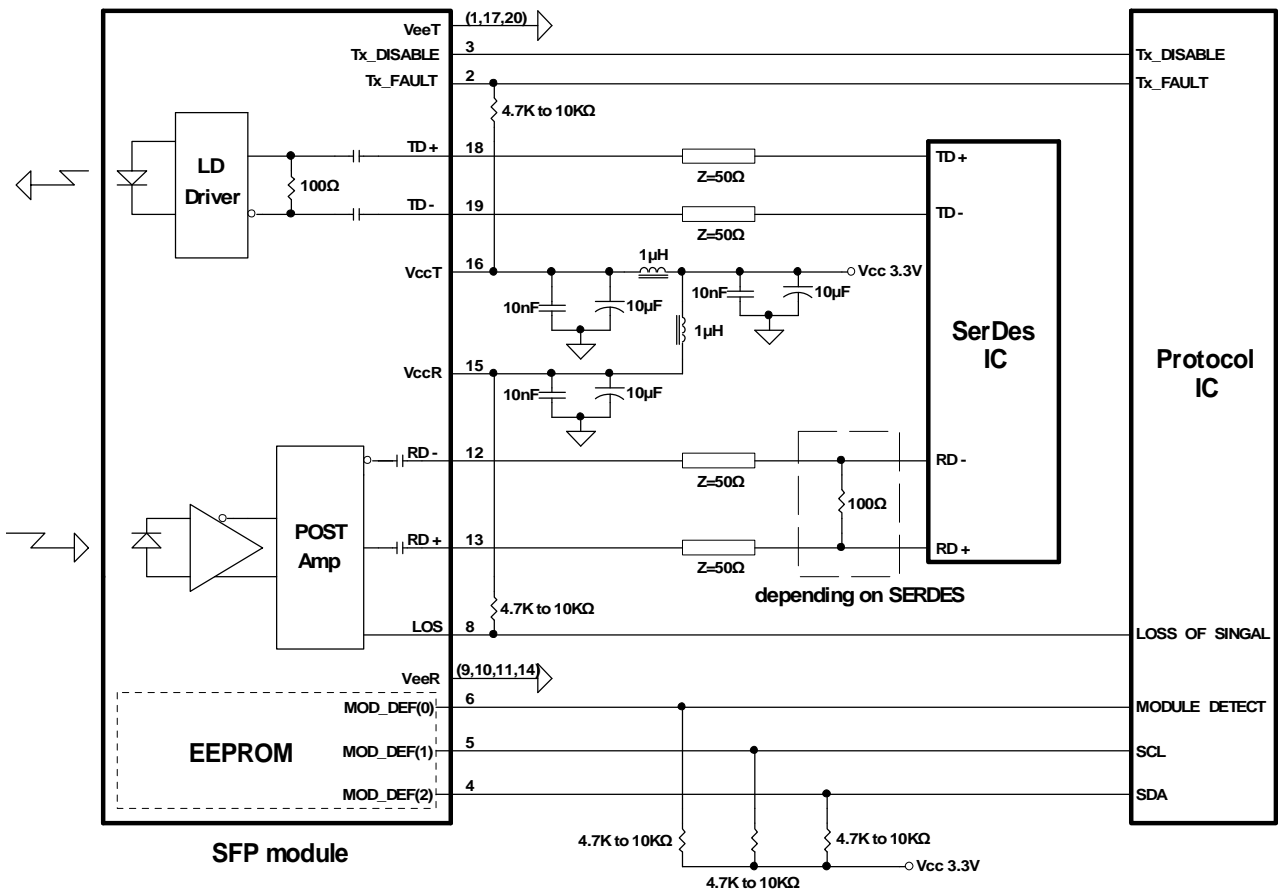 VeeT
(1,17,20)
Tx_DISABLE
3
Tx_DISABLE
Tx_FAULT
2
Tx_FAULT
4.7K to 10KΩ
LD
Driver
100Ω
TD+
18
Z=50Ω
TD+
TD-
19
Z=50Ω
TD-
VccT
16
1µH
Vcc 3.3V
10nF
10µF
10nF
10µF
1µH
SerDes
IC
Protocol
IC
VccR
15
10nF
10µF
POST
Amp
RD-
12
Z=50Ω
RD-
100Ω
RD+
13
Z=50Ω
RD+
depending on SERDES
4.7K to 10KΩ
LOS
8
LOSS OF SINGAL
VeeR
(9,10,11,14)
EEPROM
MOD_DEF(0)
6
MODULE DETECT
MOD_DEF(1)
5
SCL
MOD_DEF(2)
4
SDA
4.7K to 10KΩ
4.7K to 10KΩ
4.7K to 10KΩ
Vcc 3.3V
SFP module